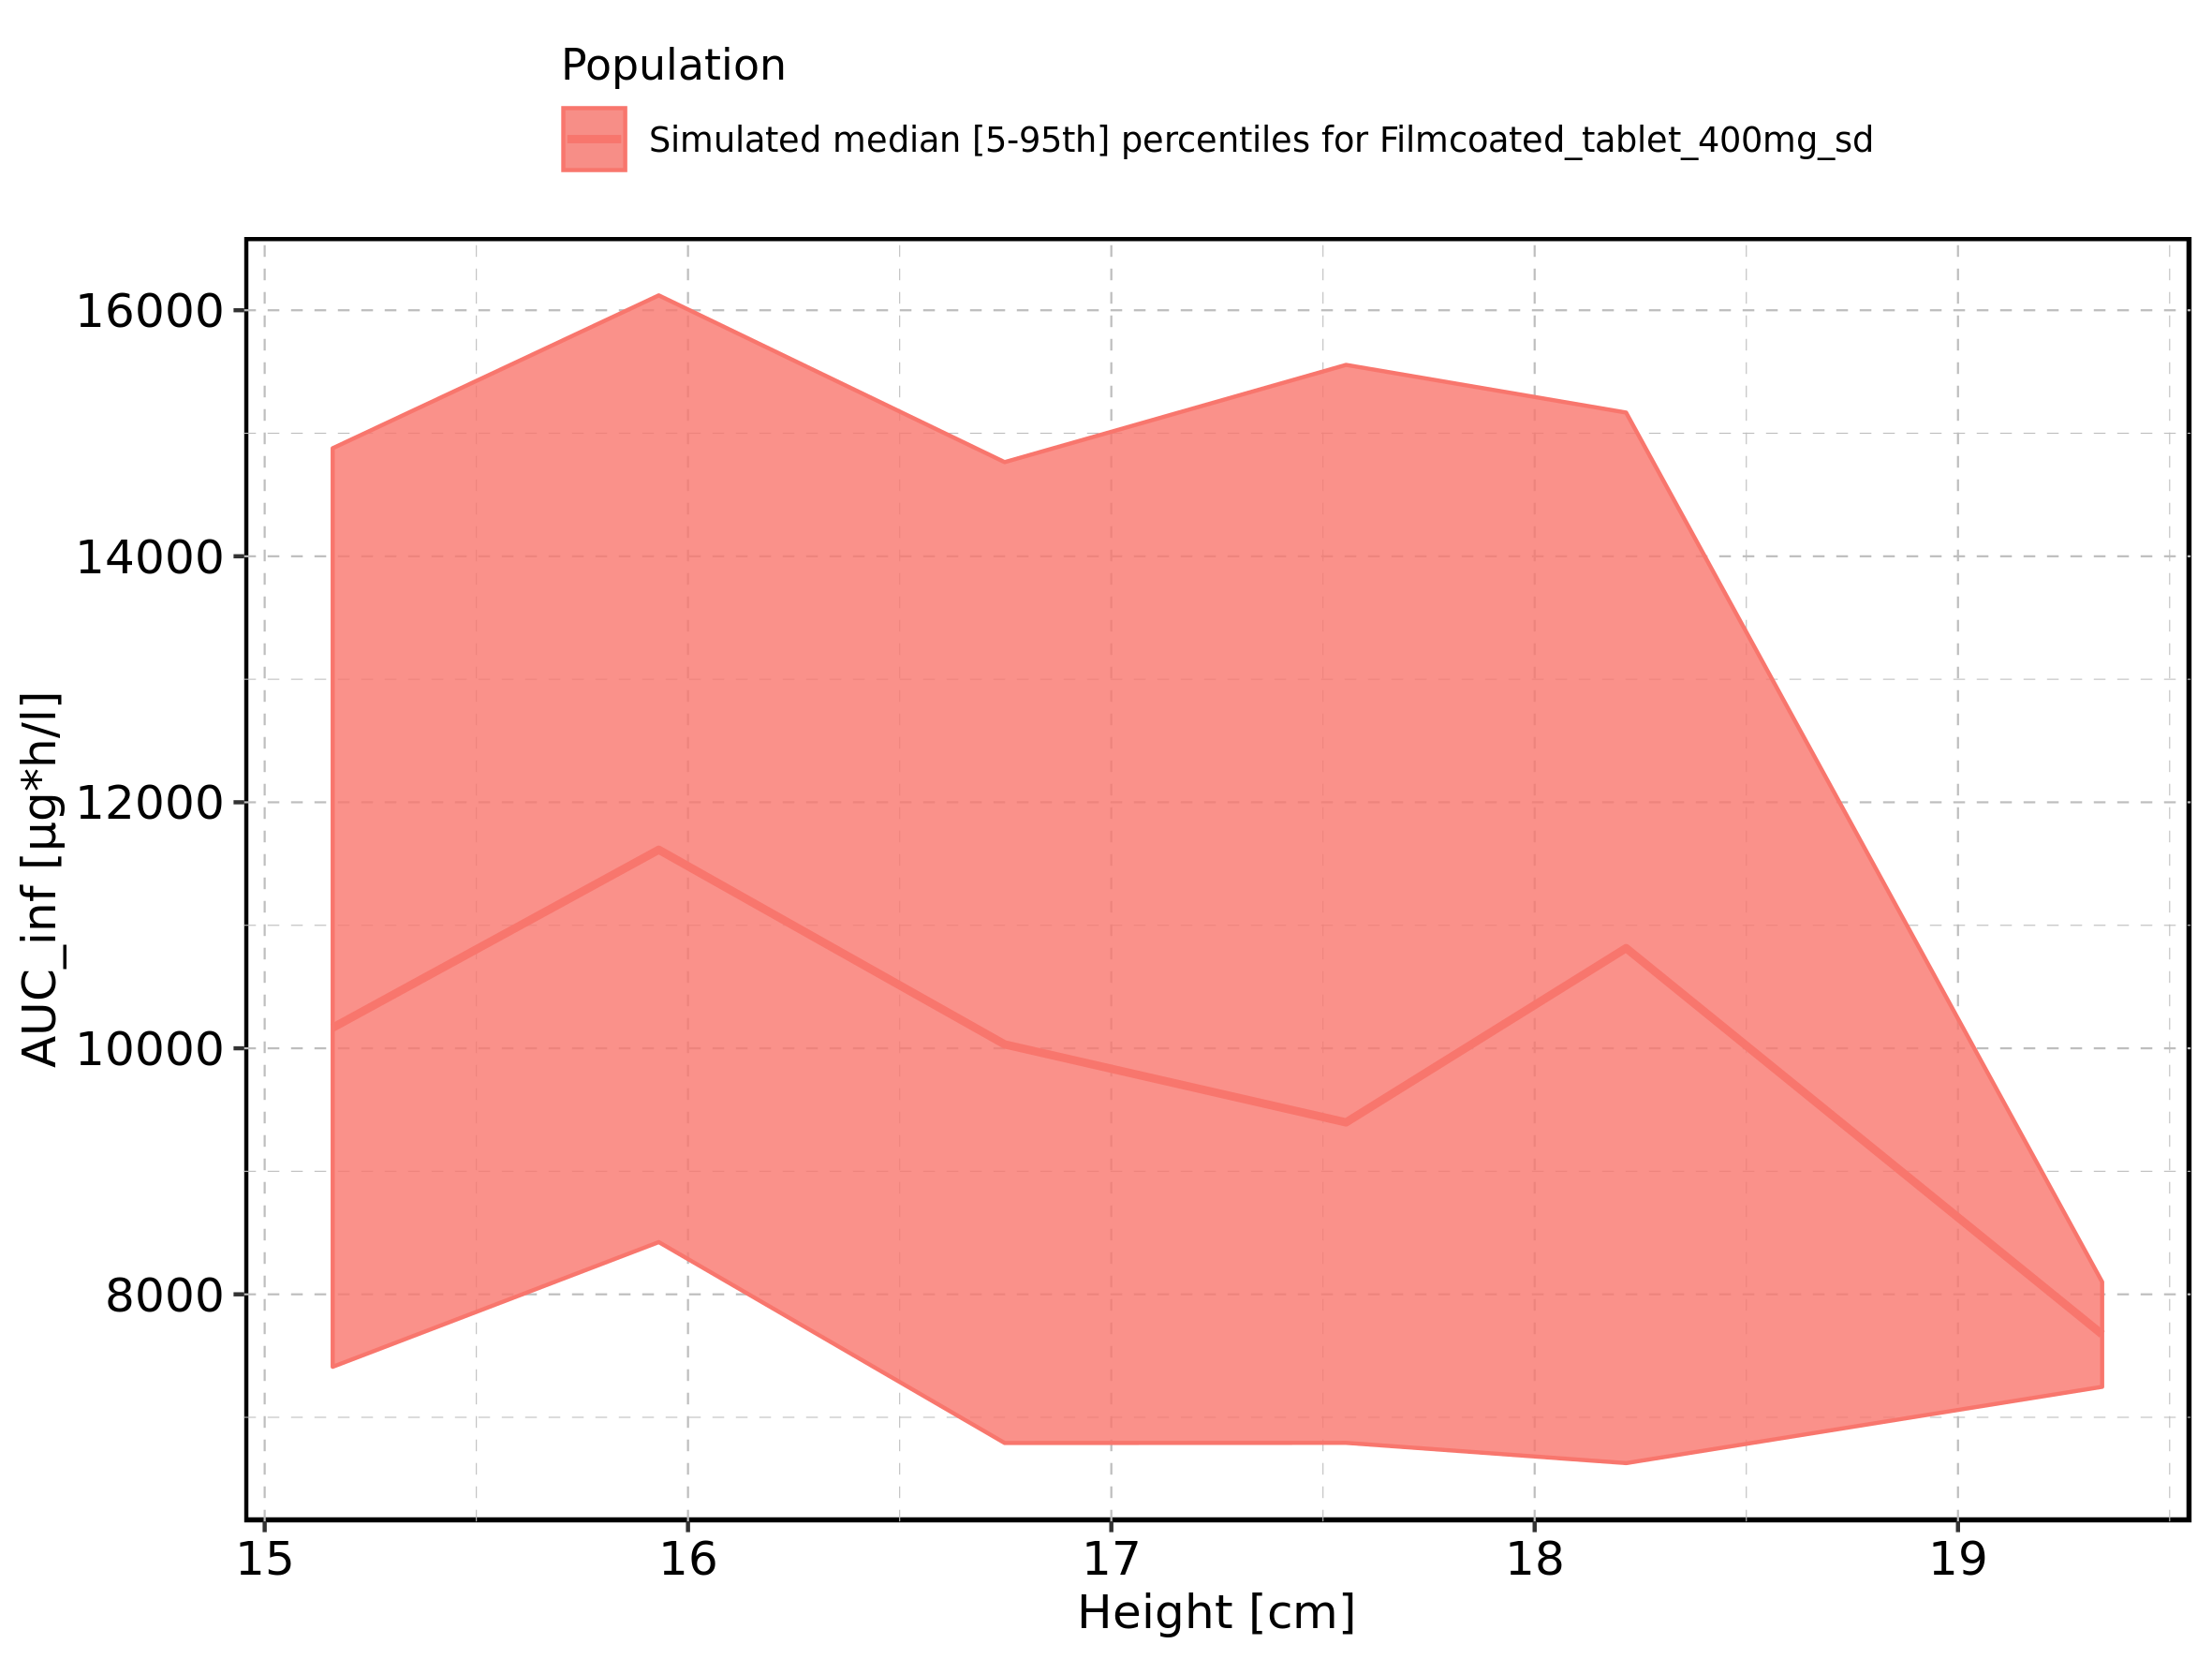 Population
Simulated median [5-95th] percentiles for Filmcoated_tablet_400mg_sd
AUC_inf [µg*h/l]
16000
14000
12000
10000
8000
15 16 17 18 19
Height [cm]